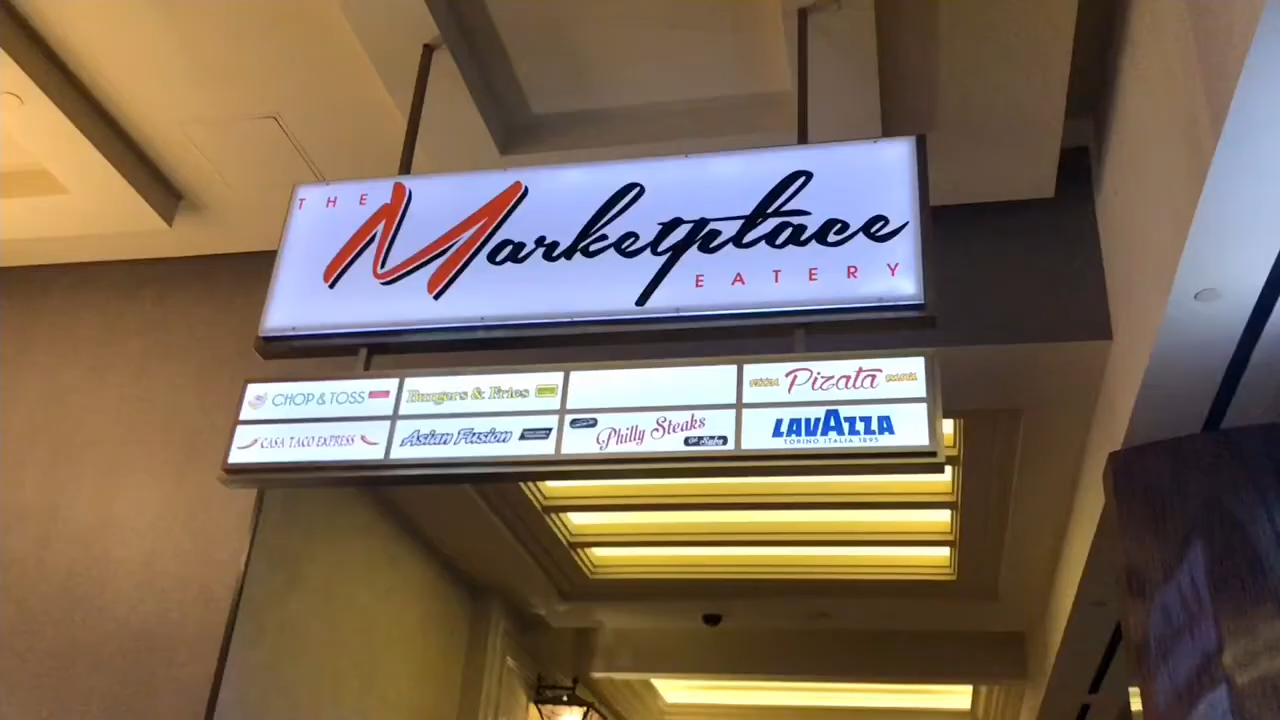 THE Marketplace
EATERY
CHOP & TOSS
Burgers & Fries
PIZZA Pizata PASTA
CASA TACO EXPRESS
Asian Fusion
Philly Steaks
Subs
LAVAZZA
TORINO, ITALIA, 1895